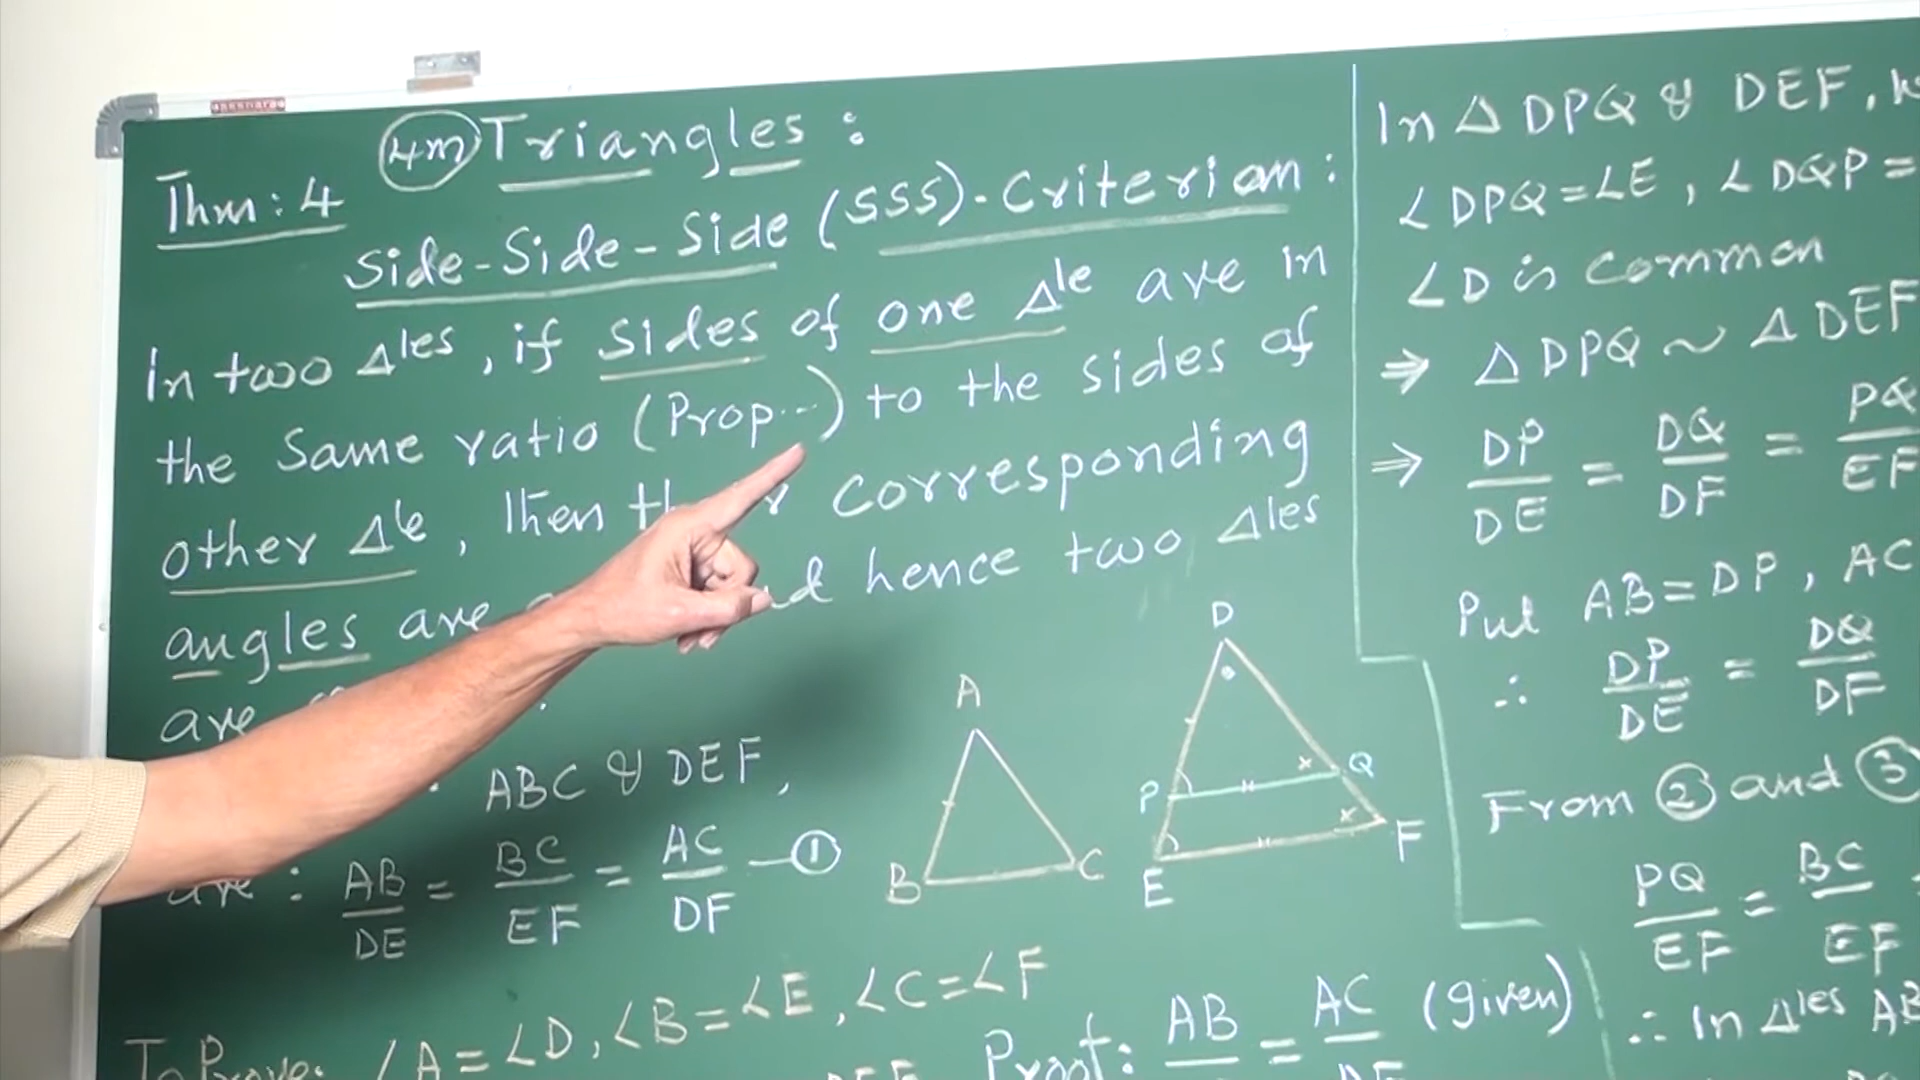 4m Triangles :
Thm : 4
Side-Side-Side (SSS)-Criterion :
In two Δles, if sides of one Δle are in
the same ratio (Prop...) to the sides of
other Δle, Then corresponding
angles are hence two Δles
are
ABC & DEF,
AB/DE = BC/EF = AC/DF — ①
To Prove: ∠A = ∠D, ∠B = ∠E, ∠C = ∠F
Proof: AB = AC (given)
A
B
C
D
P
Q
E
F
In Δ DPQ & DEF,
∠DPQ = ∠E, ∠DQP =
∠D is common
⇒ Δ DPQ ~ Δ DEF
⇒ DP/DE = DQ/DF = PQ/EF
Put AB = DP, AC
∴ DP/DE = DQ/DF
From ② and ③
PQ/EF = BC/EF
∴ In Δles AB